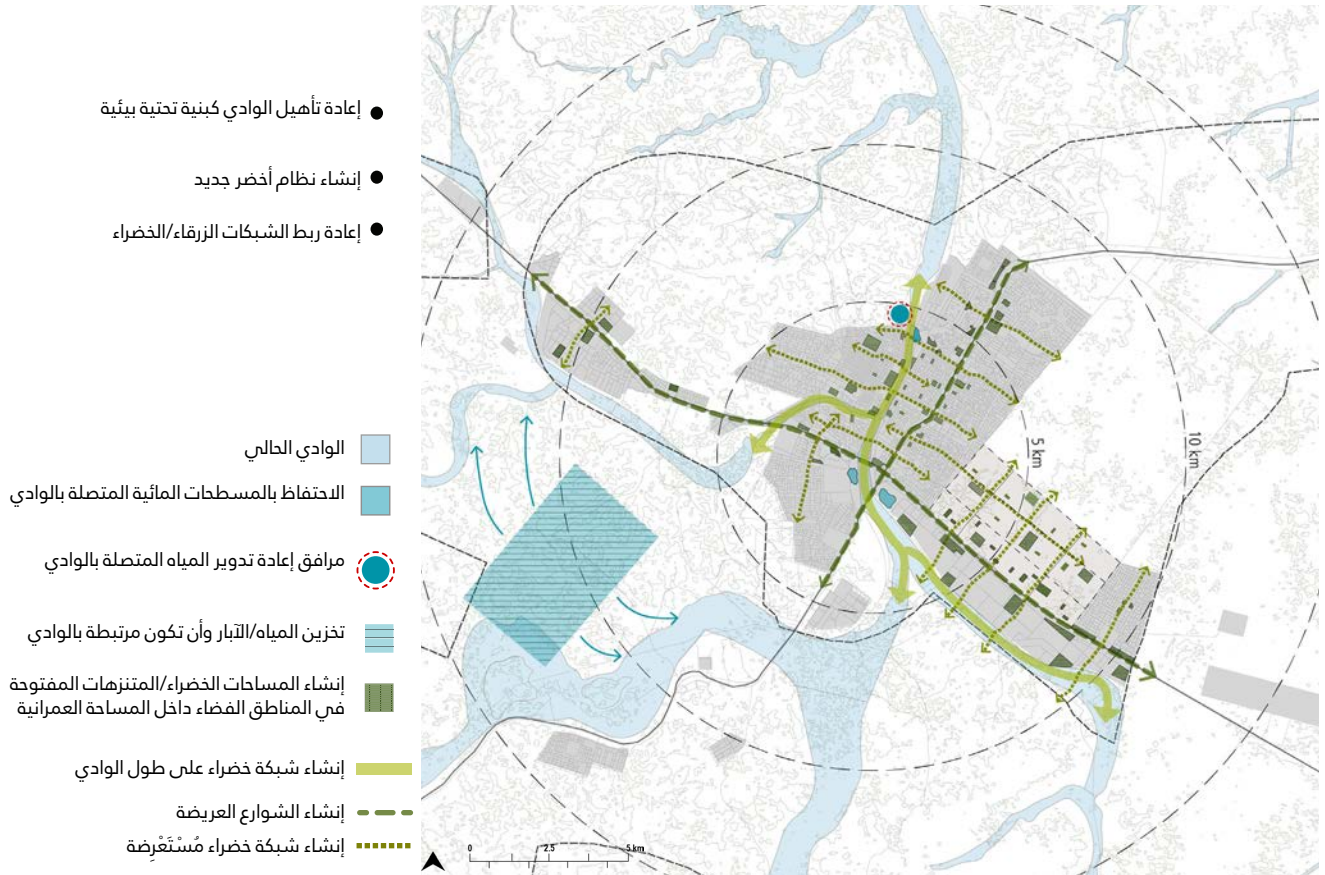 ● إعادة تأهيل الوادي كبنية تحتية بيئية
● إنشاء نظام أخضر جديد
● إعادة ربط الشبكات الزرقاء/الخضراء
الوادي الحالي
الاحتفاظ بالمسطحات المائية المتصلة بالوادي
مرافق إعادة تدوير المياه المتصلة بالوادي
تخزين المياه/الآبار وأن تكون مرتبطة بالوادي
إنشاء المساحات الخضراء/المتنزهات المفتوحة
في المناطق الفضاء داخل المساحة العمرانية
إنشاء شبكة خضراء على طول الوادي
إنشاء الشوارع العريضة
إنشاء شبكة خضراء مُسْتَعْرِضة
5 km
10 km
0 2.5 5 km